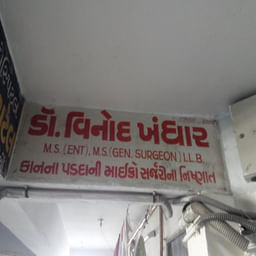 ડૉ. વિનોદ ખંધાર
M.S. (ENT), M.S. (GEN. SURGEON) LL.B.
કાનના પડદાની માઈક્રો સર્જરીના નિષ્ણાત